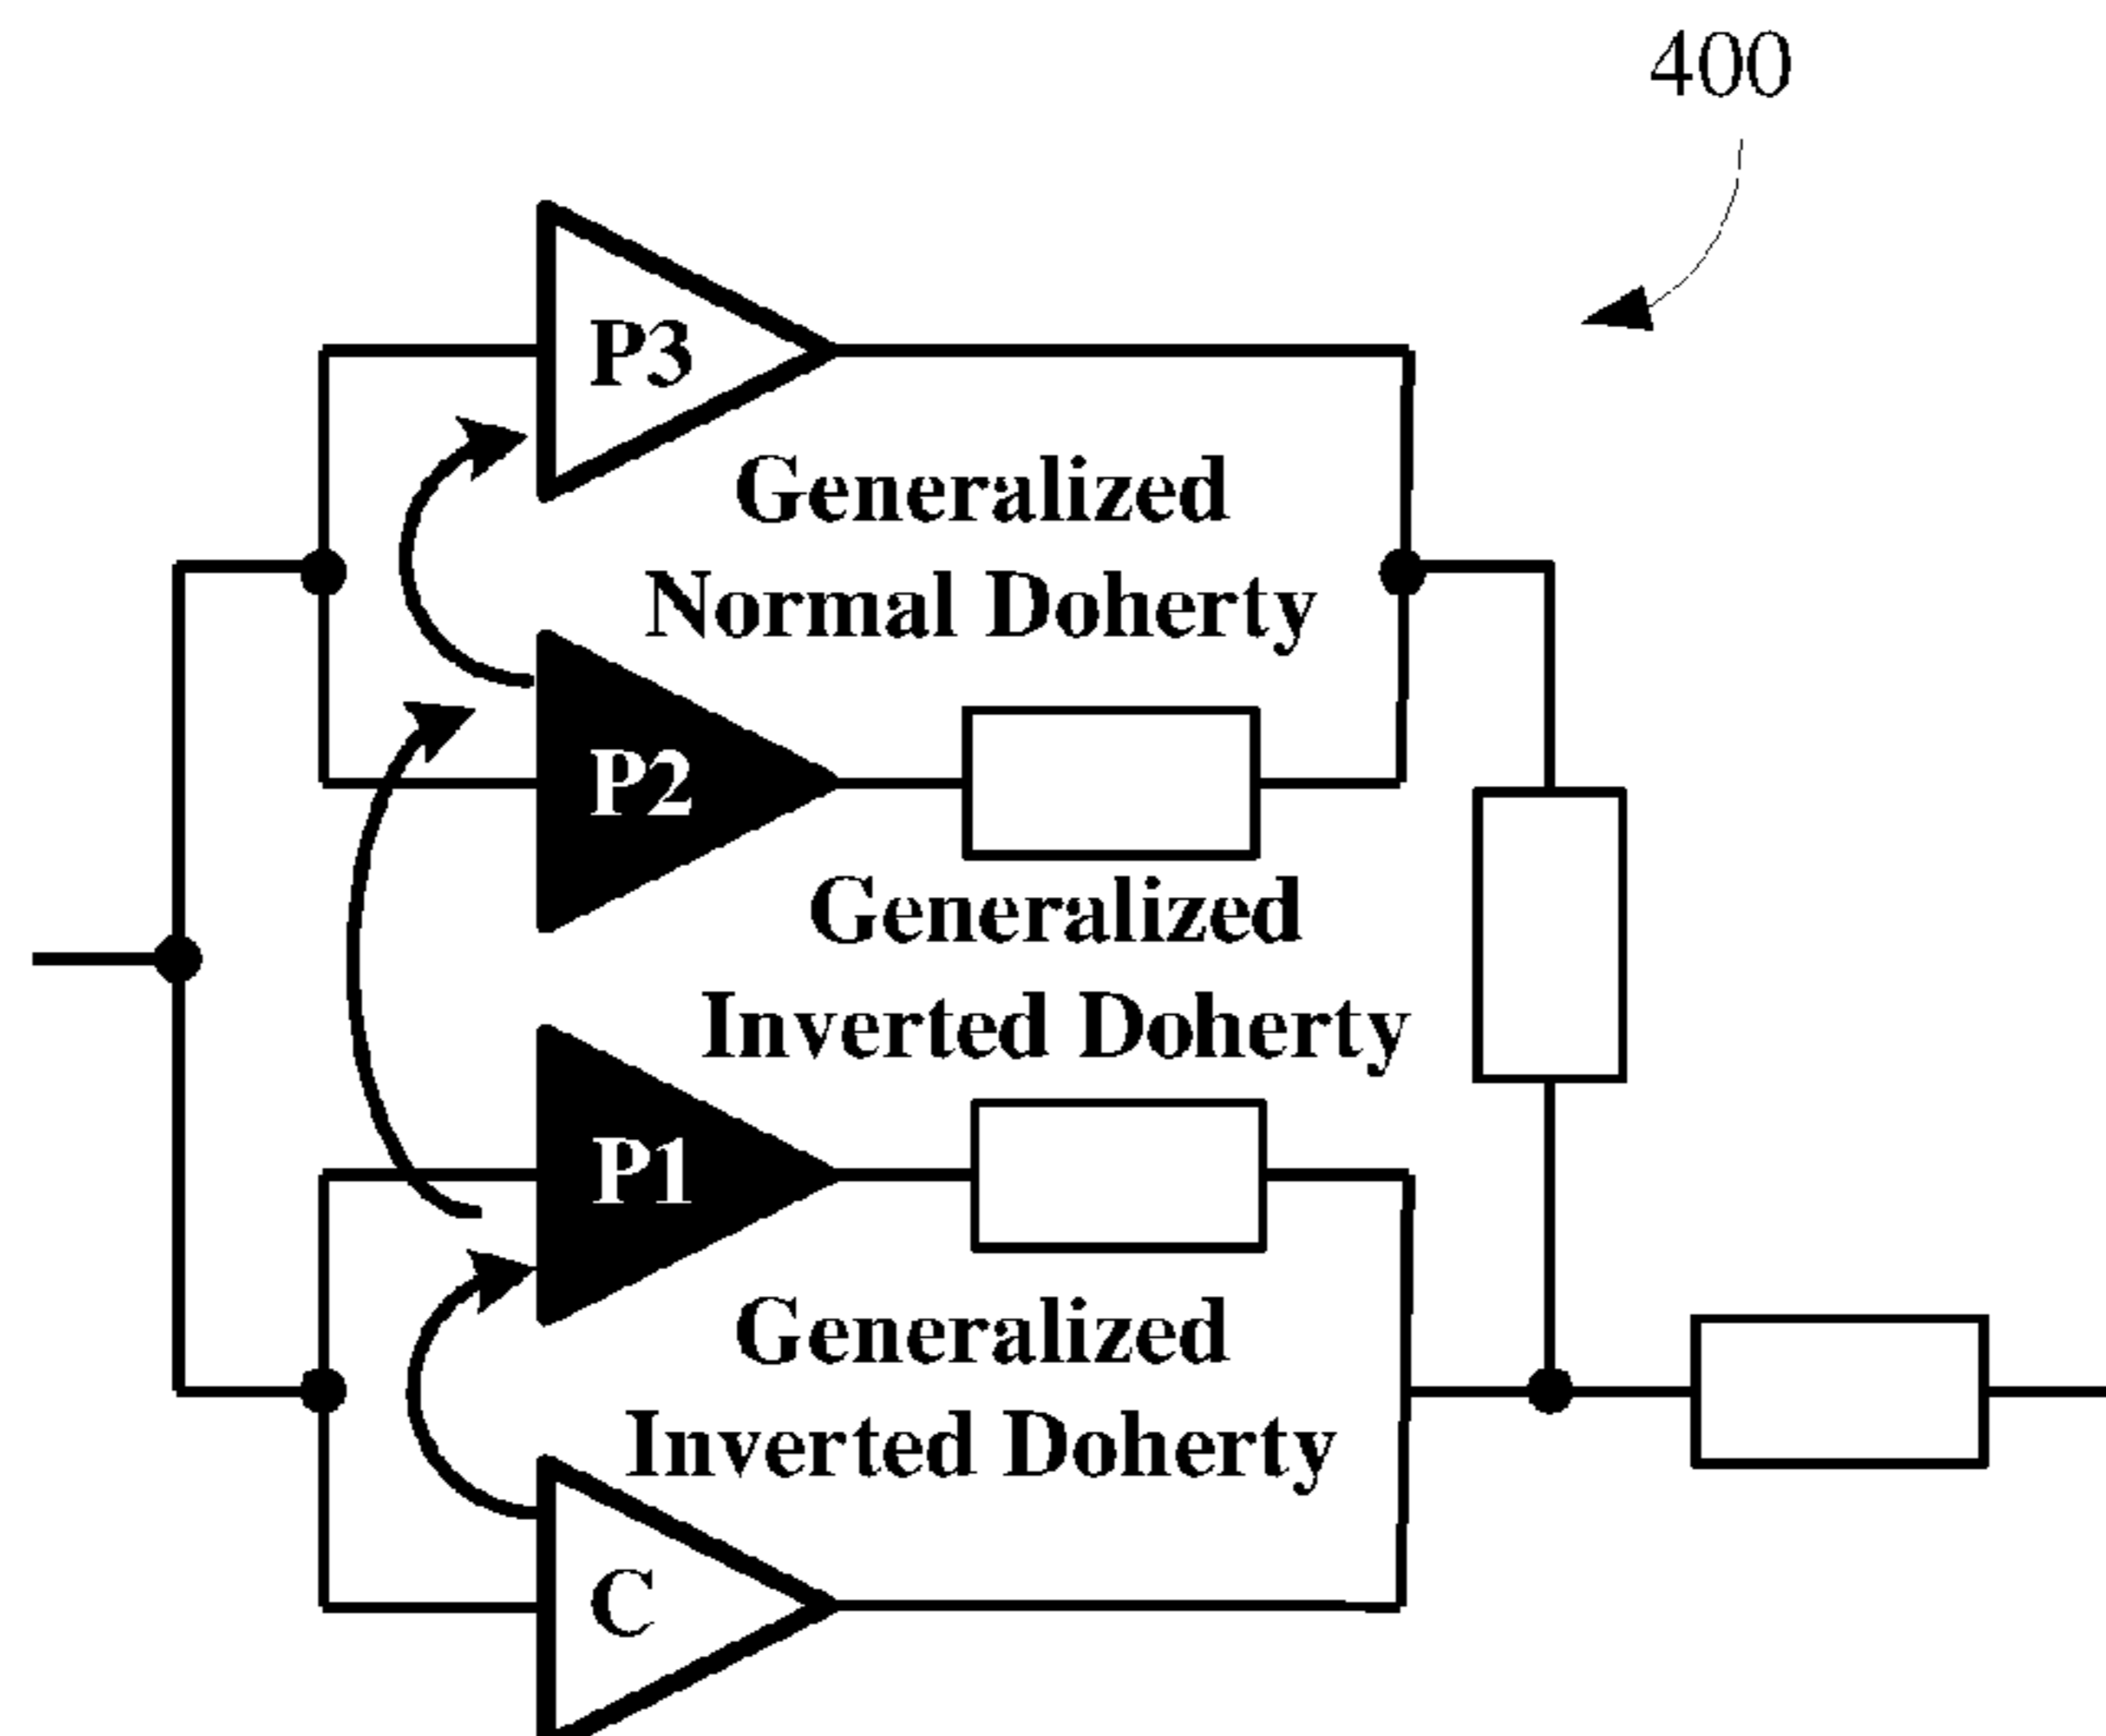 400
P3
Generalized
Normal Doherty
P2
Generalized
Inverted Doherty
P1
Generalized
Inverted Doherty
C